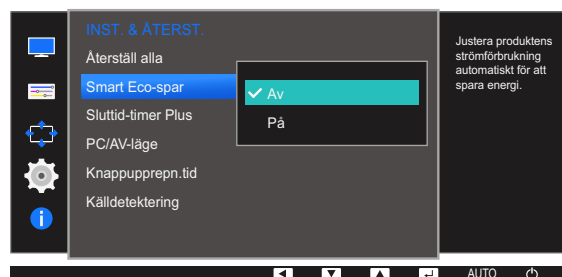 INST. & ÅTERST.
Återställ alla
Smart Eco-spar
Sluttid-timer Plus
PC/AV-läge
Knappupprepn.tid
Källdetektering
Av
På
Justera produktens
strömförbrukning
automatiskt för att
spara energi.
AUTO